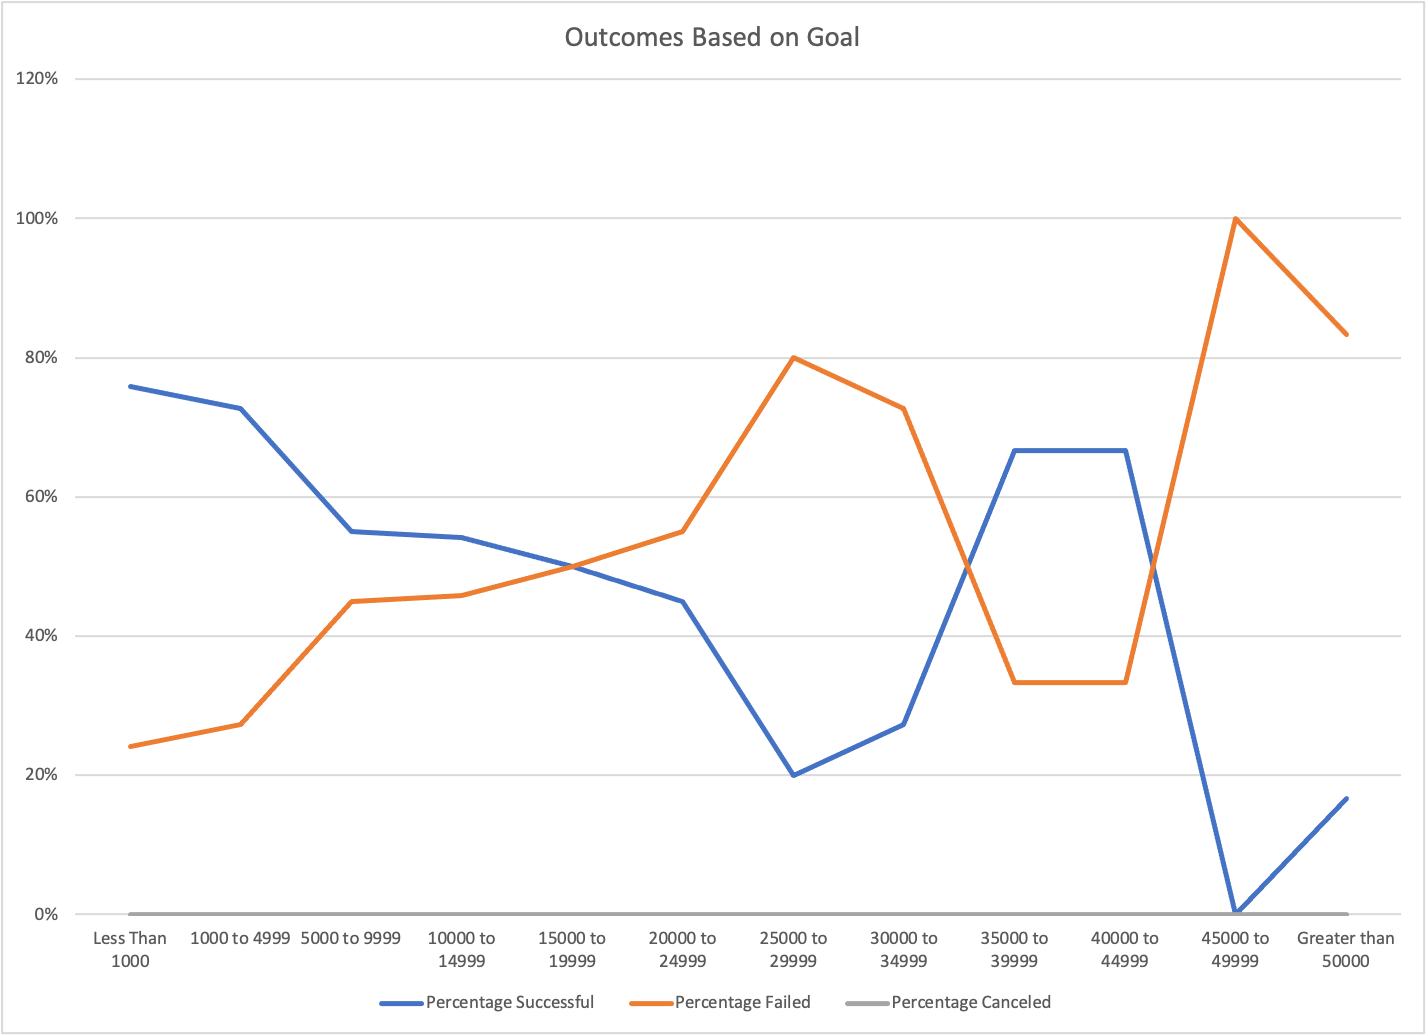 Outcomes Based on Goal
120%
100%
80%
60%
40%
20%
0%
Less Than
1000
1000 to 4999
5000 to 9999
10000 to
14999
15000 to
19999
20000 to
24999
25000 to
29999
30000 to
34999
35000 to
39999
40000 to
44999
45000 to
49999
Greater than
50000
Percentage Successful
Percentage Failed
Percentage Canceled